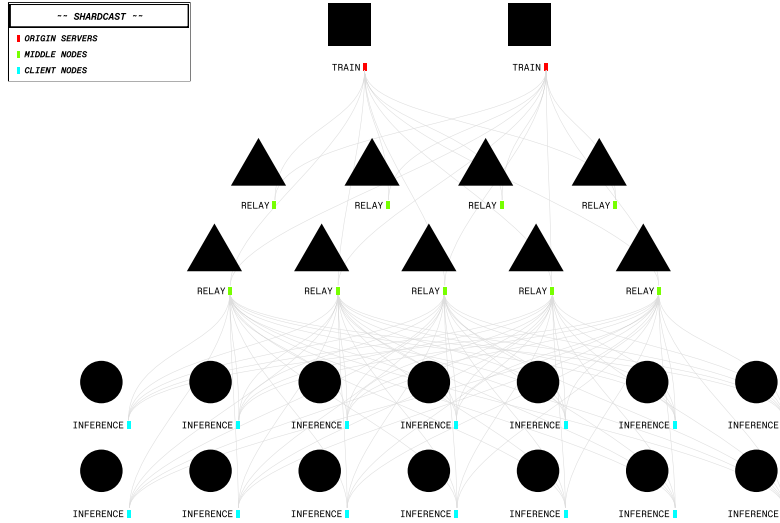 ~~ SHARDCAST ~~
ORIGIN SERVERS
MIDDLE NODES
CLIENT NODES
TRAIN TRAIN
RELAY RELAY RELAY RELAY
RELAY RELAY RELAY RELAY RELAY
INFERENCE INFERENCE INFERENCE INFERENCE INFERENCE INFERENCE INFERENCE
INFERENCE INFERENCE INFERENCE INFERENCE INFERENCE INFERENCE INFERENCE